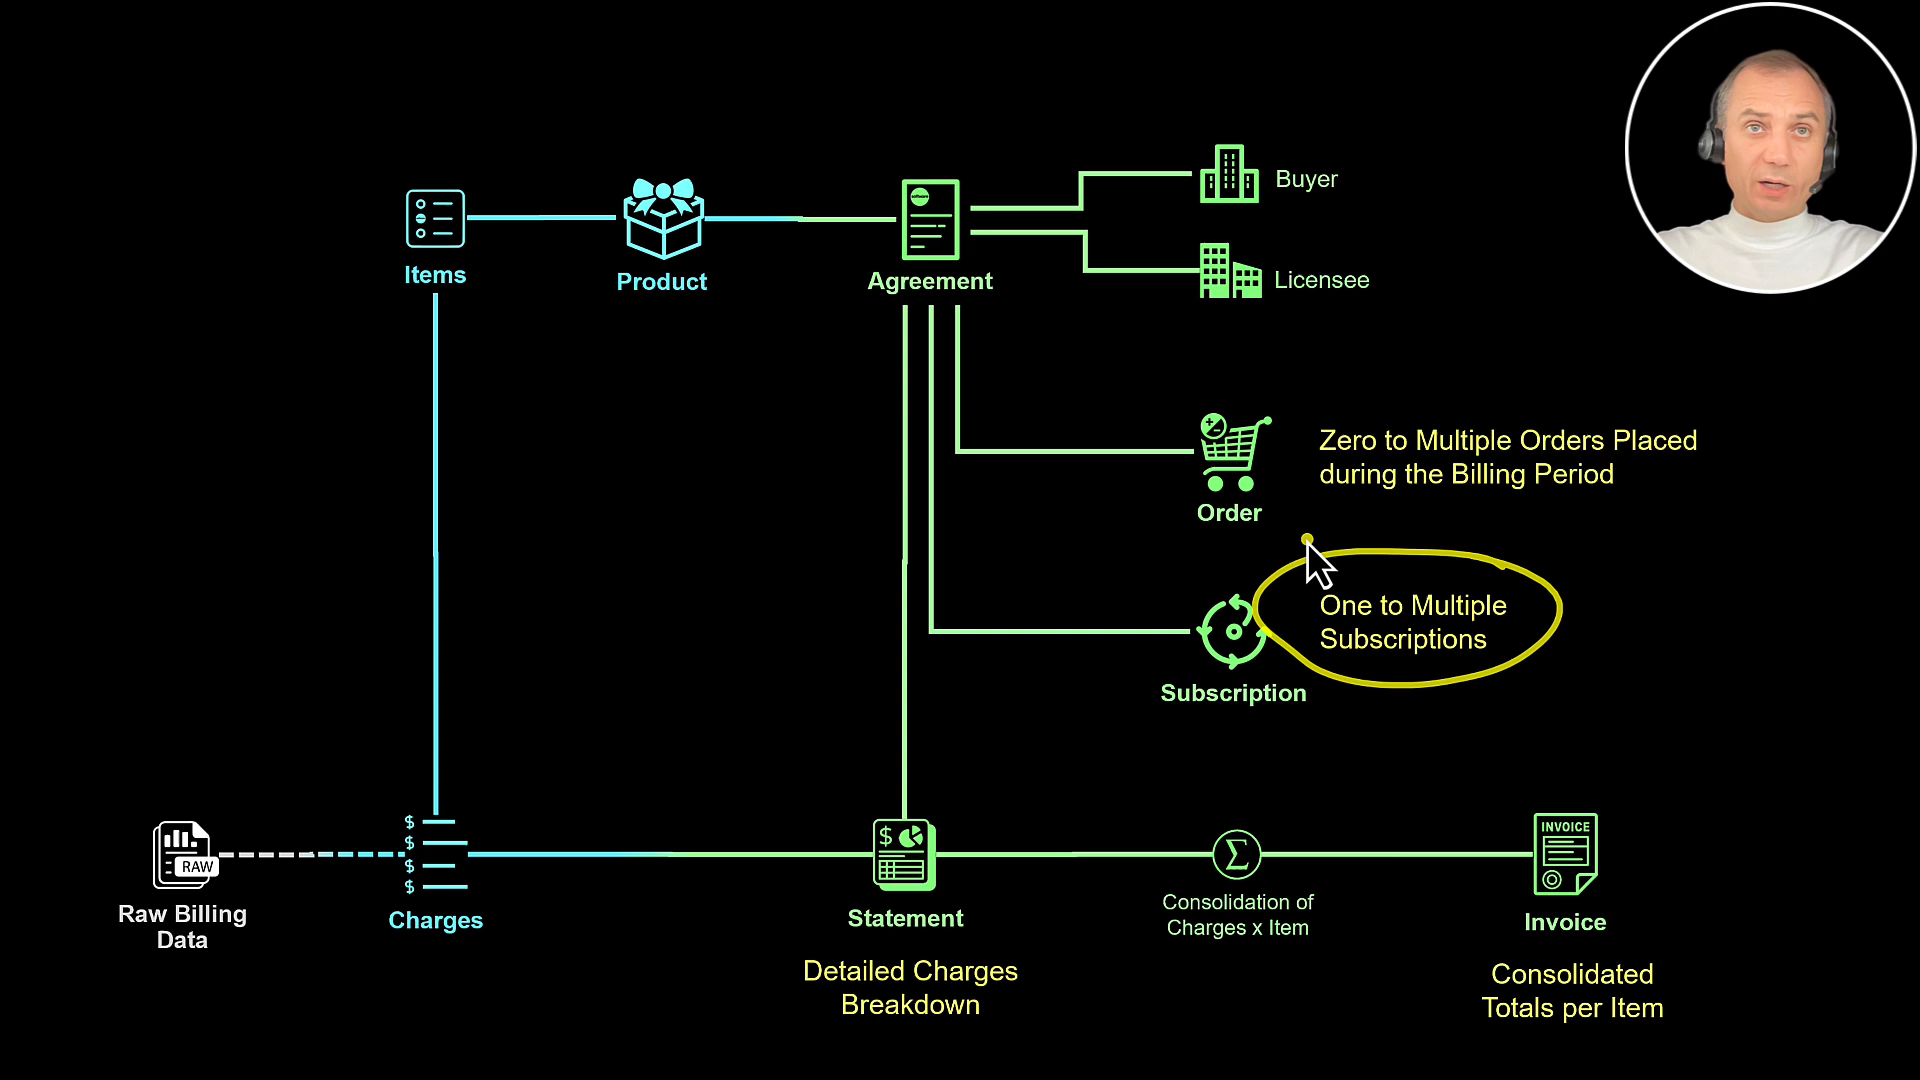 Buyer
Items
Product
Agreement
Licensee
Zero to Multiple Orders Placed
during the Billing Period
Order
One to Multiple
Subscriptions
Subscription
$
$
$
$
RAW
Raw Billing
Data
Charges
$
Statement
Detailed Charges
Breakdown
Σ
Consolidation of
Charges x Item
INVOICE
Invoice
Consolidated
Totals per Item